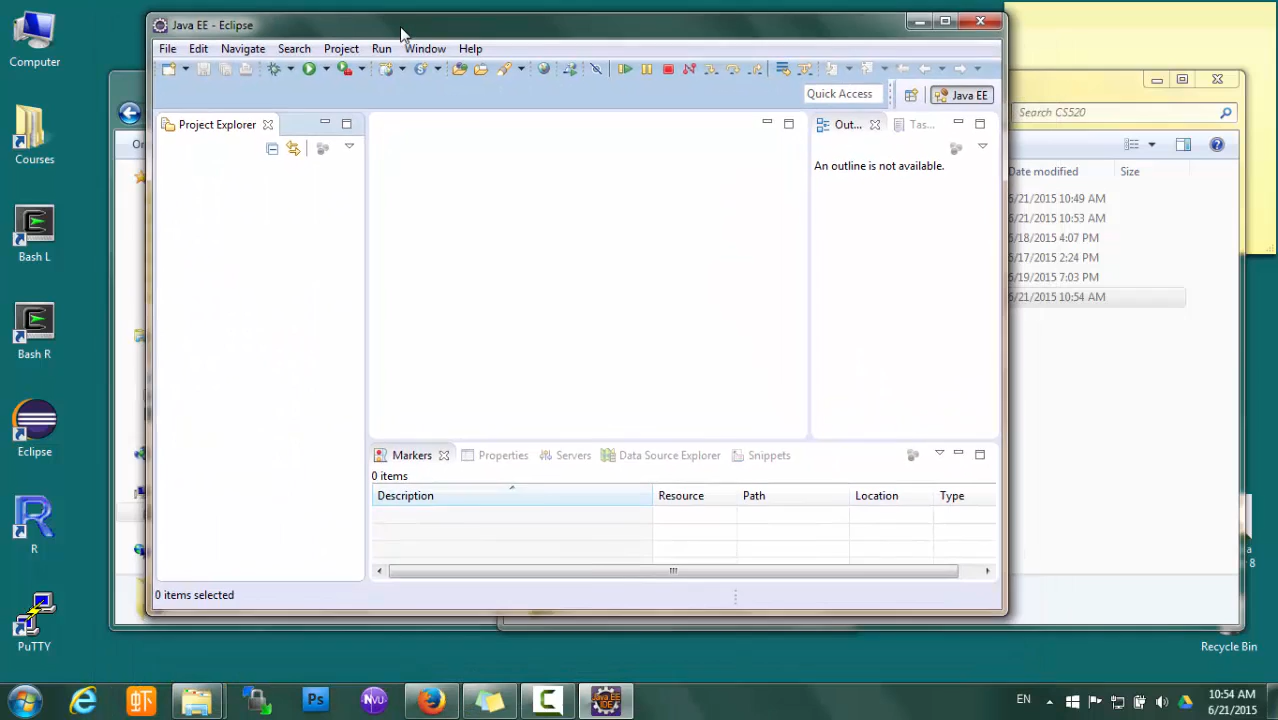 Java EE - Eclipse
File Edit Navigate Search Project Run Window Help
Quick Access
Java EE
Search CS520
Project Explorer
Out...
Tas...
An outline is not available.
Date modified Size
6/21/2015 10:49 AM
6/21/2015 10:53 AM
6/18/2015 4:07 PM
6/17/2015 2:24 PM
6/19/2015 7:03 PM
6/21/2015 10:54 AM
Markers Properties Servers Data Source Explorer Snippets
0 items
Description Resource Path Location Type
0 items selected
Computer
Courses
Bash L
Bash R
Eclipse
R
PuTTY
Recycle Bin
Ps
虾
Java EE
IDE
EN
10:54 AM
6/21/2015